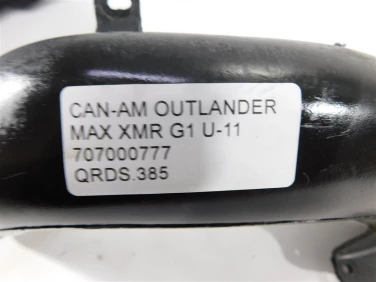 CAN-AM OUTLANDER
MAX XMR G1 U-11
707000777
QRDS.385